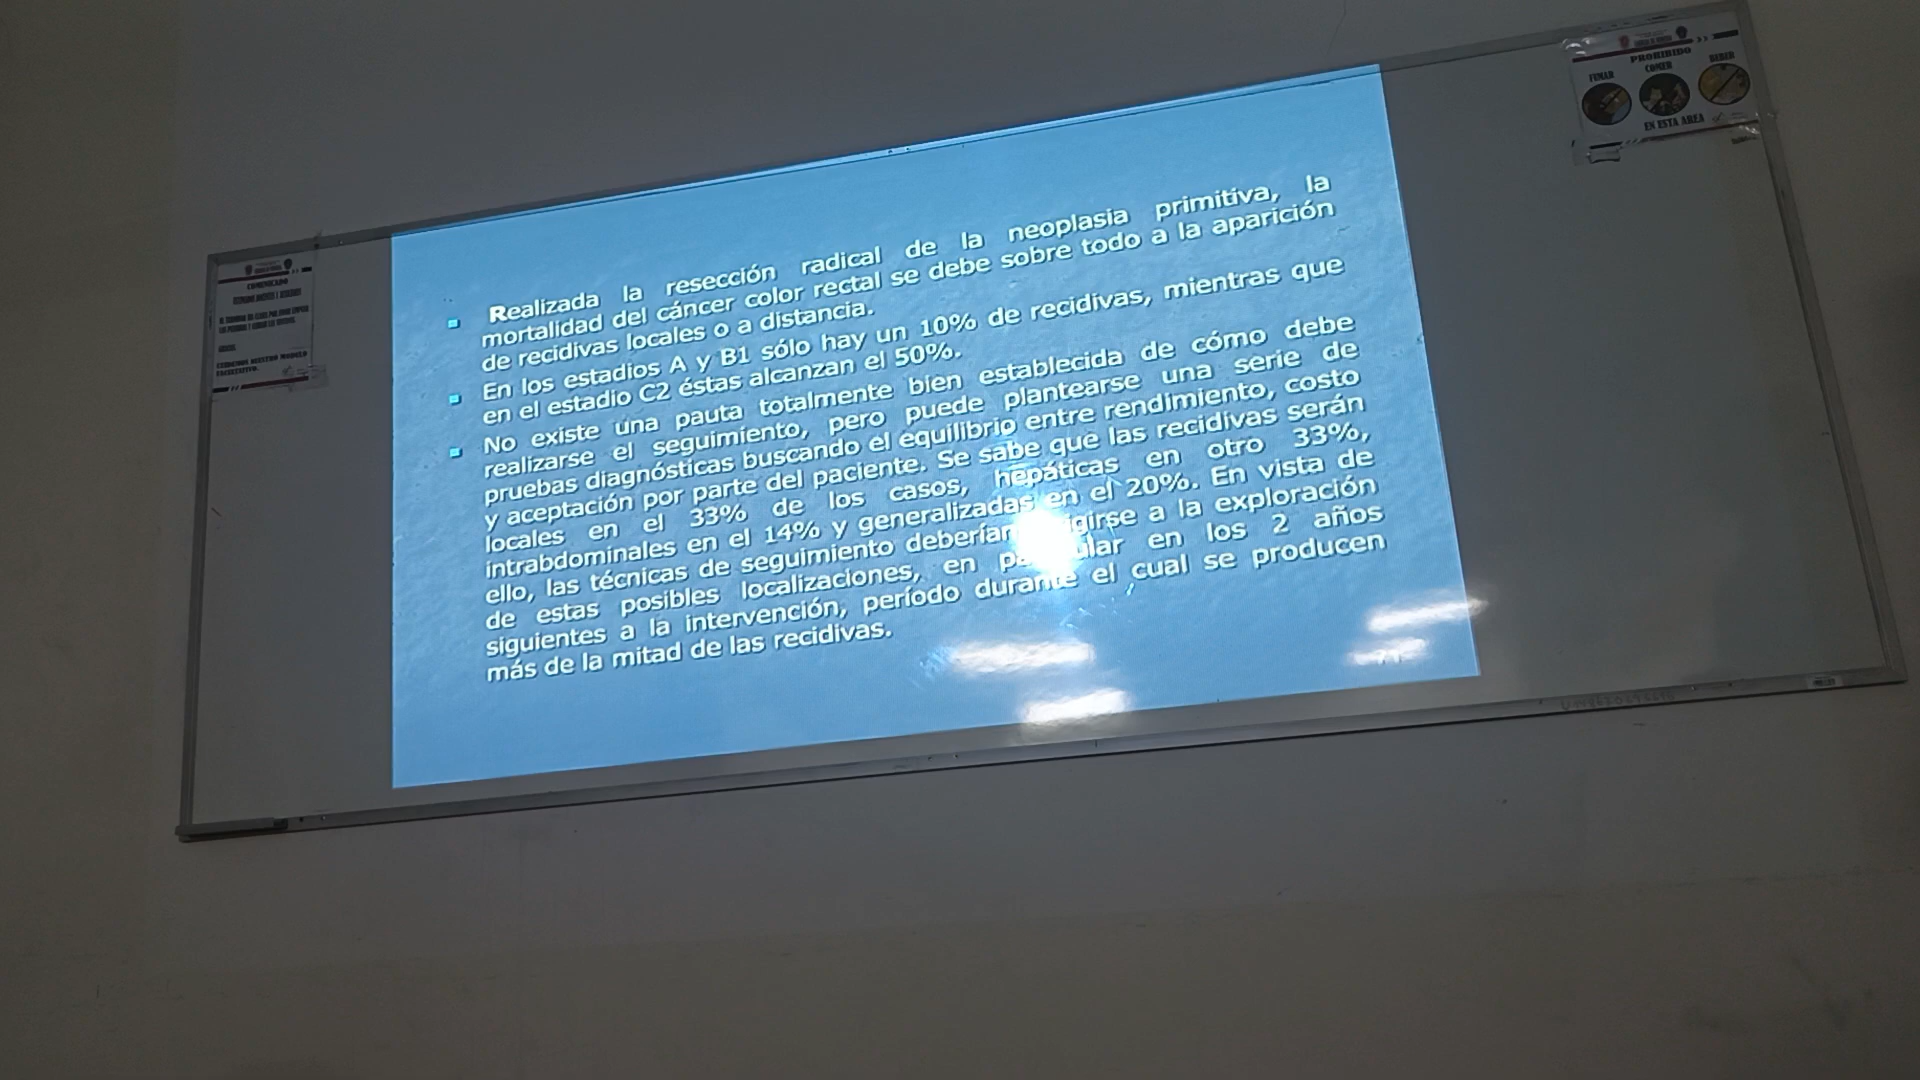 Realizada la resección radical de la neoplasia primitiva, la
mortalidad del cáncer color rectal se debe sobre todo a la aparición
de recidivas locales o a distancia.
En los estadios A y B1 sólo hay un 10% de recidivas, mientras que
en el estadio C2 éstas alcanzan el 50%.
No existe una pauta totalmente bien establecida de cómo debe
realizarse el seguimiento, pero puede plantearse una serie de
pruebas diagnósticas buscando el equilibrio entre rendimiento, costo
y aceptación por parte del paciente. Se sabe que las recidivas serán
locales en el 33% de los casos, hepáticas en otro 33%,
intrabdominales en el 14% y generalizadas en el 20%. En vista de
ello, las técnicas de seguimiento deberían a la exploración
de estas posibles localizaciones, en en los 2 años
siguientes a la intervención, período durante el cual se producen
más de la mitad de las recidivas.
COMUNICADO
PROHIBIDO
FUMAR COMER BEBER
EN ESTA AREA